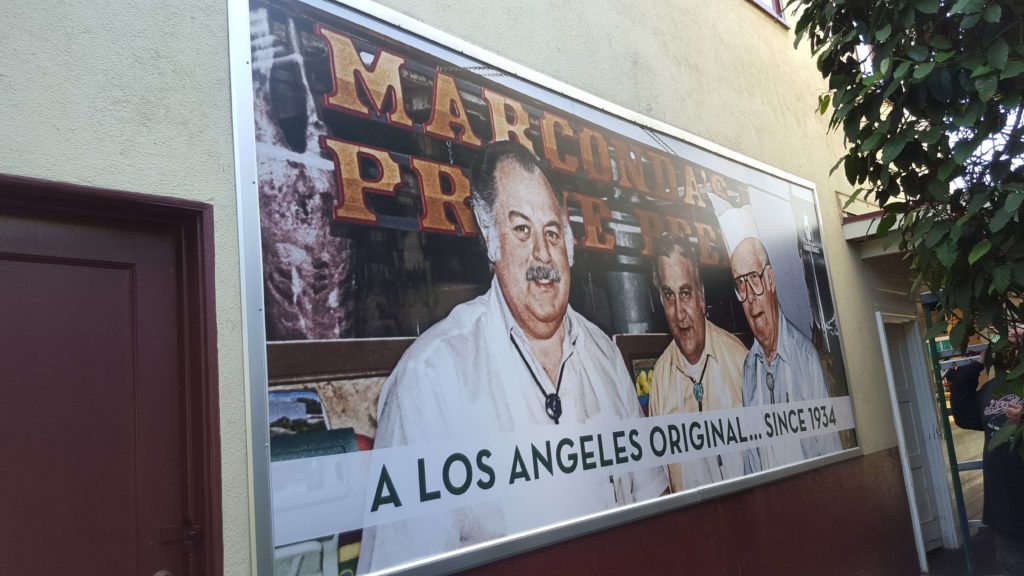 MARCONDA'S
A LOS ANGELES ORIGINAL... SINCE 1934